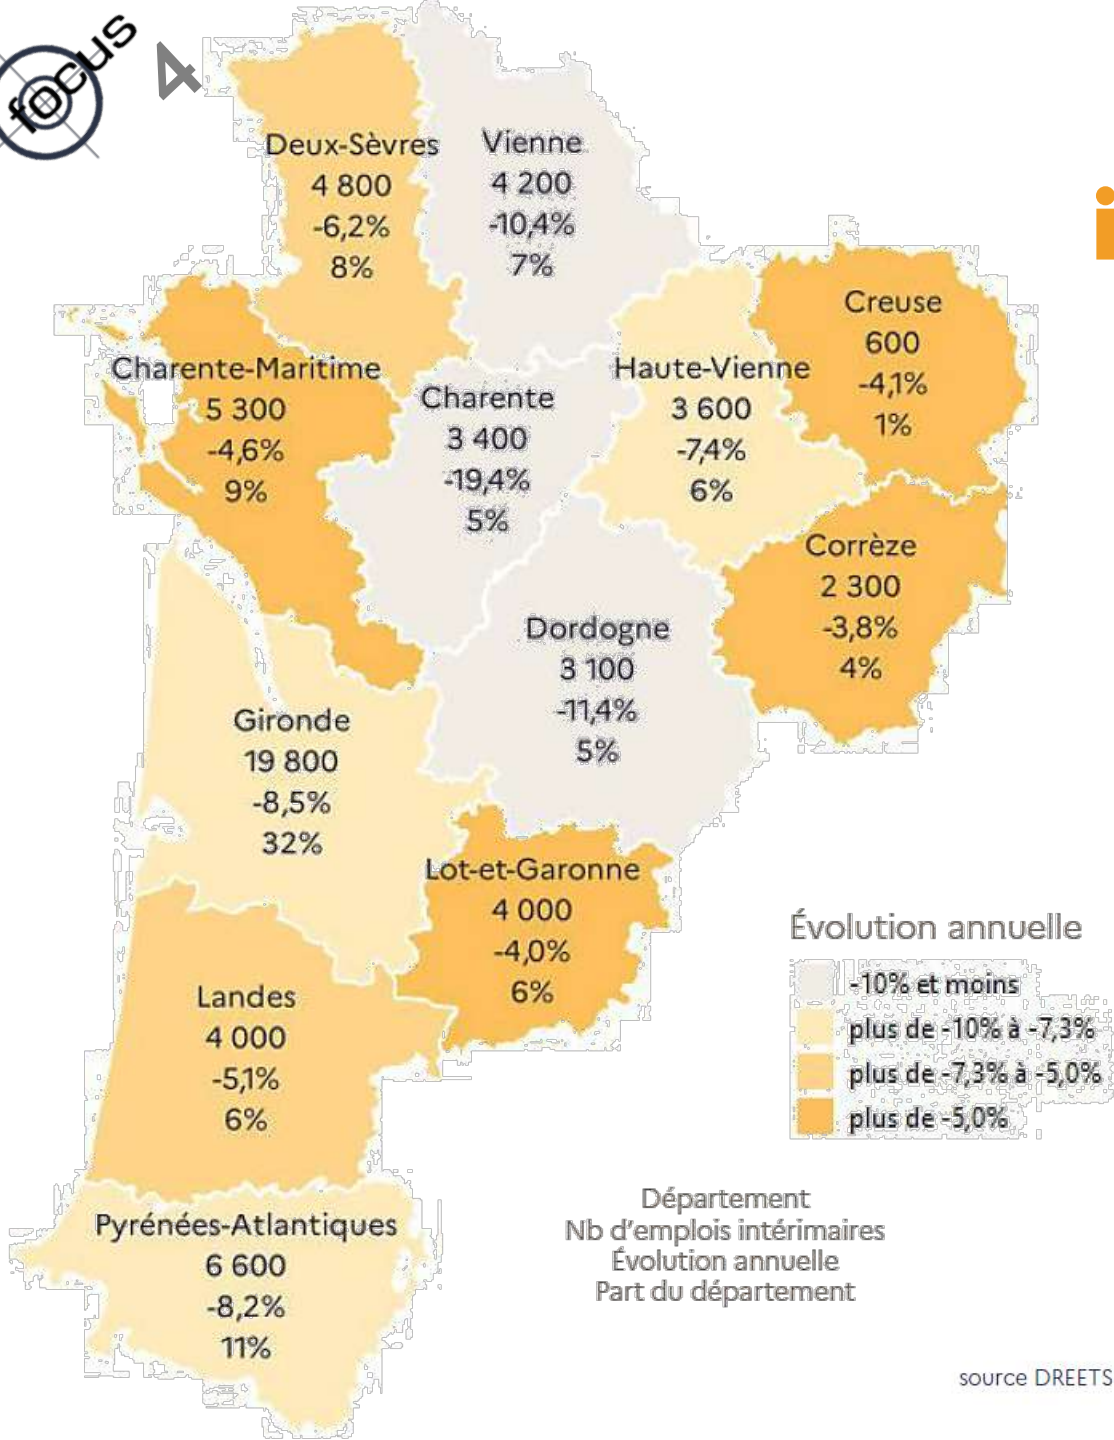 focus
4
i
Deux-Sèvres
4 800
-6,2%
8%
Vienne
4 200
-10,4%
7%
Creuse
600
-4,1%
1%
Charente-Maritime
5 300
-4,6%
9%
Charente
3 400
-19,4%
5%
Haute-Vienne
3 600
-7,4%
6%
Corrèze
2 300
-3,8%
4%
Dordogne
3 100
-11,4%
5%
Gironde
19 800
-8,5%
32%
Lot-et-Garonne
4 000
-4,0%
6%
Landes
4 000
-5,1%
6%
Pyrénées-Atlantiques
6 600
-8,2%
11%
Évolution annuelle
-10% et moins
plus de -10% à -7,3%
plus de -7,3% à -5,0%
plus de -5,0%
Département
Nb d'emplois intérimaires
Évolution annuelle
Part du département
source DREETS